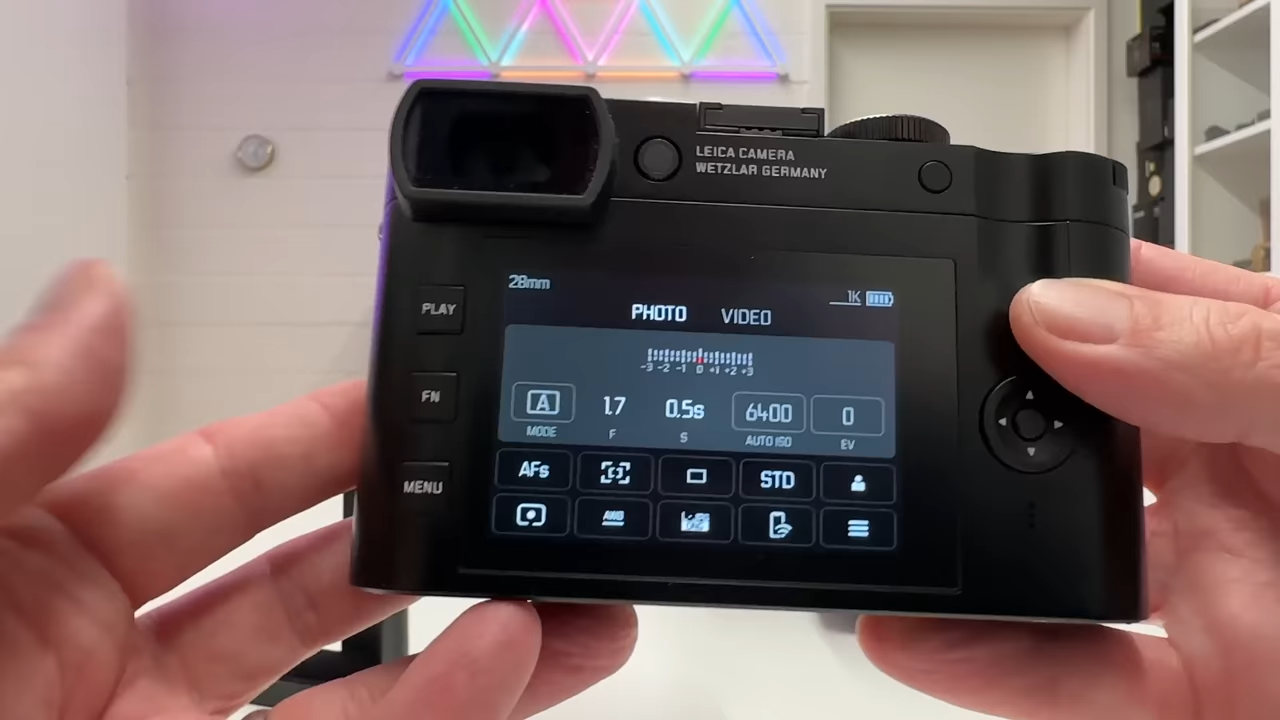 LEICA CAMERA
WETZLAR GERMANY
28mm
1K
PHOTO VIDEO
PLAY
-3 -2 -1 0 +1 +2 +3
FN
A 1.7 0.5s 6400 0
MODE F S AUTO ISO EV
AFs STD
MENU
AWB